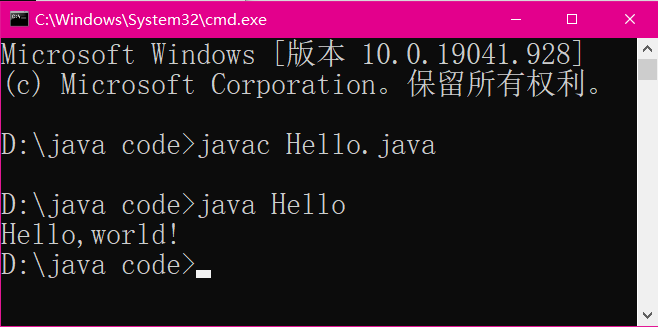 C:\Windows\System32\cmd.exe
Microsoft Windows [版本 10.0.19041.928]
(c) Microsoft Corporation。保留所有权利。
D:\java code>javac Hello.java
D:\java code>java Hello
Hello,world!
D:\java code>